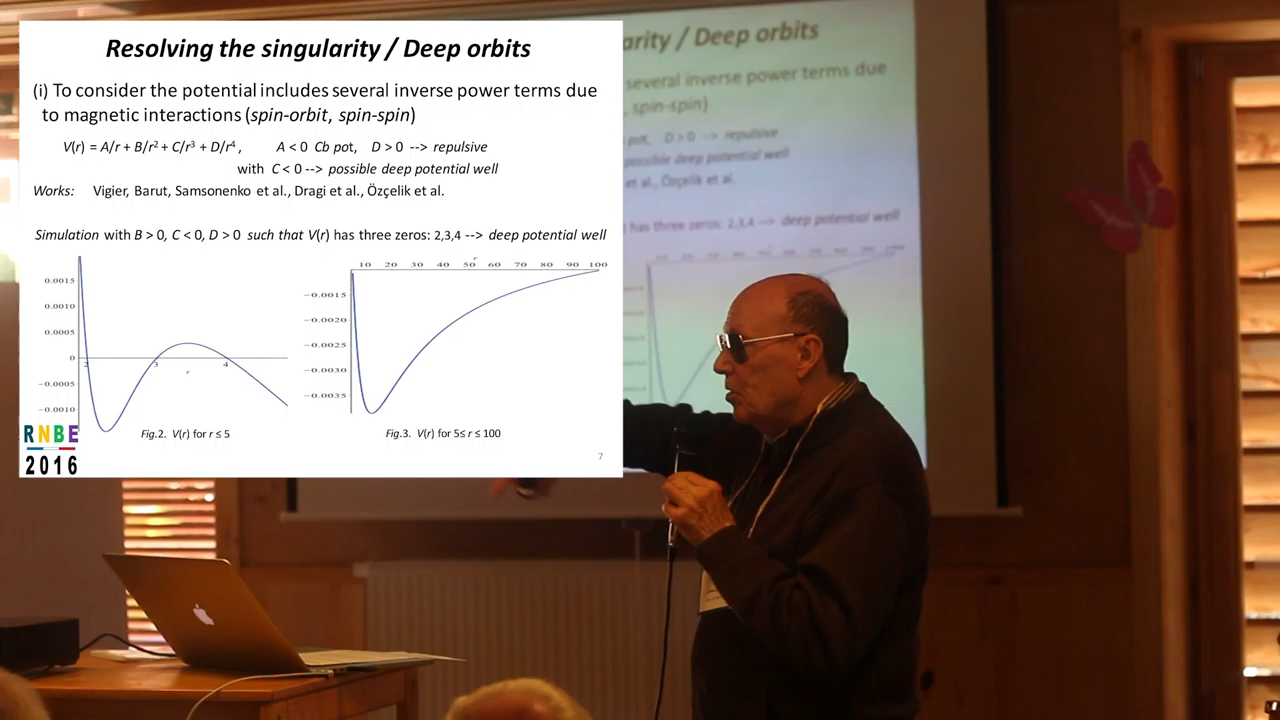 Resolving the singularity / Deep orbits
(i) To consider the potential includes several inverse power terms due
to magnetic interactions (spin-orbit, spin-spin)
V(r) = A/r + B/r² + C/r³ + D/r⁴ , A < 0 Cb pot, D > 0 --> repulsive
with C < 0 --> possible deep potential well
Works: Vigier, Barut, Samsonenko et al., Dragi et al., Özçelik et al.
Simulation with B > 0, C < 0, D > 0 such that V(r) has three zeros: 2,3,4 --> deep potential well
0.0015
0.0010
0.0005
0
−0.0005
−0.0010
2 3 4
r
r
10 20 30 40 50 60 70 80 90 100
−0.0015
−0.0020
−0.0025
−0.0030
−0.0035
Fig.2. V(r) for r ≤ 5
Fig.3. V(r) for 5≤ r ≤ 100
RNBE
2016
7
arity / Deep orbits
several inverse power terms due
, spin-spin)
pot, D > 0 --> repulsive
possible deep potential well
et al., Özçelik et al.
has three zeros: 2,3,4 --> deep potential well